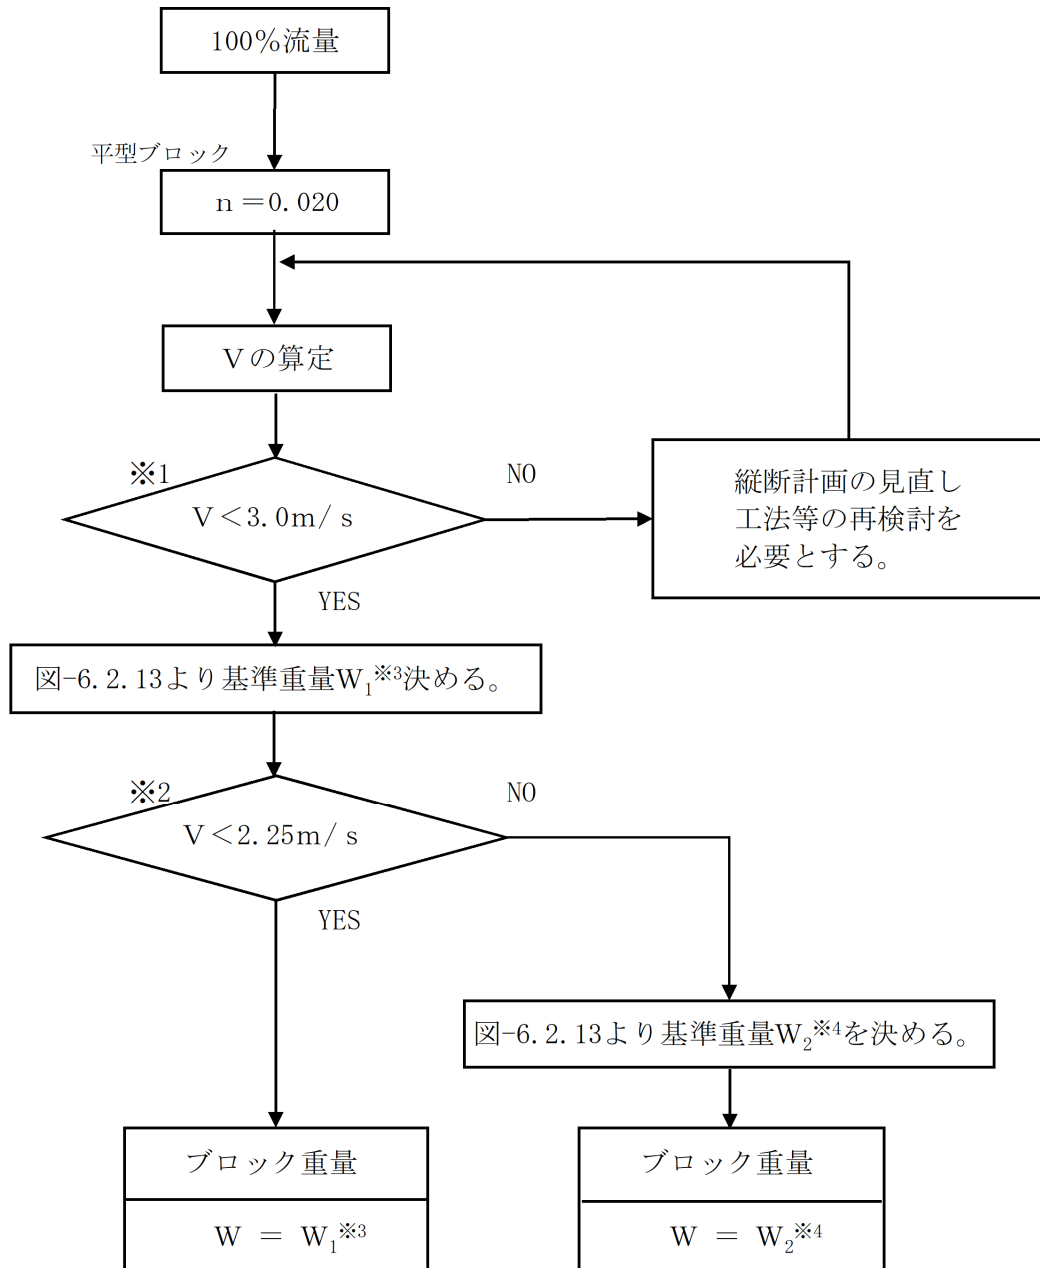 100％流量
平型ブロック
n＝0.020
Vの算定
※1
NO
V＜3.0m/s
縦断計画の見直し
工法等の再検討を
必要とする。
YES
図-6.2.13より基準重量W₁※3決める。
※2
NO
V＜2.25m/s
YES
図-6.2.13より基準重量W₂※4を決める。
ブロック重量
W = W₁※3
ブロック重量
W = W₂※4